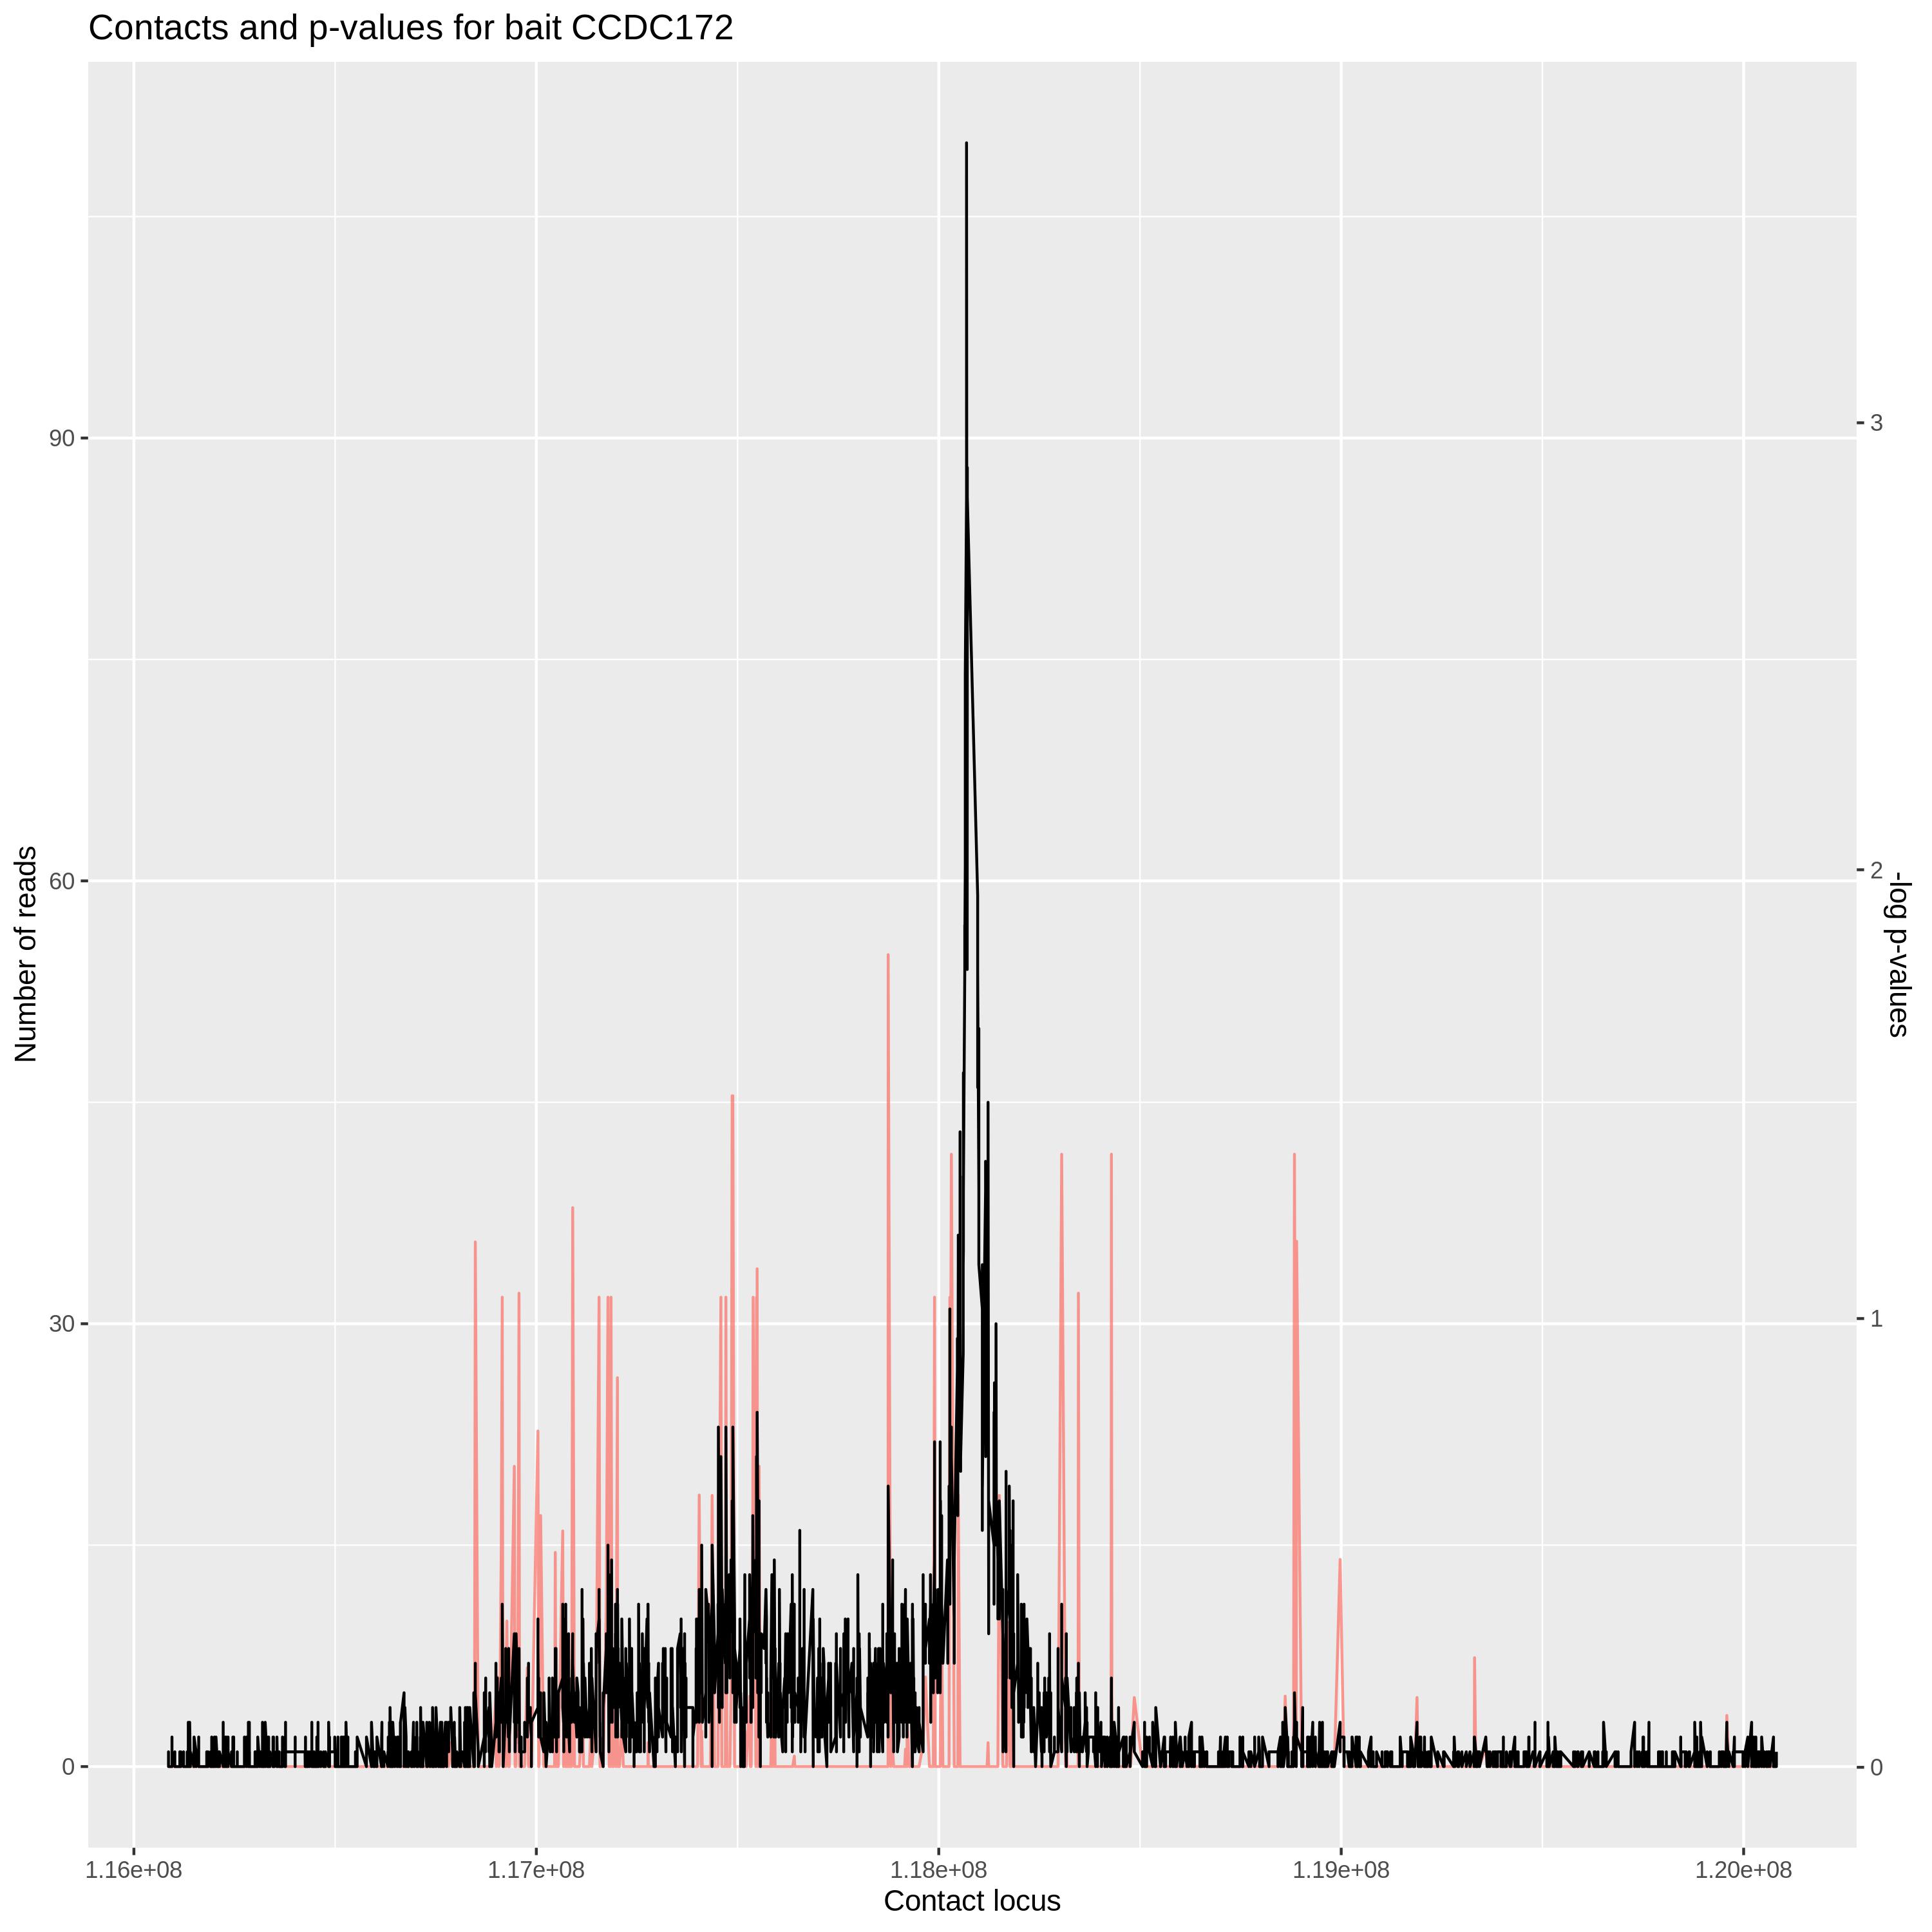 Contacts and p-values for bait CCDC172
Number of reads
90
60
30
0
3
2
1
0
-log p-values
1.16e+08 1.17e+08 1.18e+08 1.19e+08 1.20e+08
Contact locus